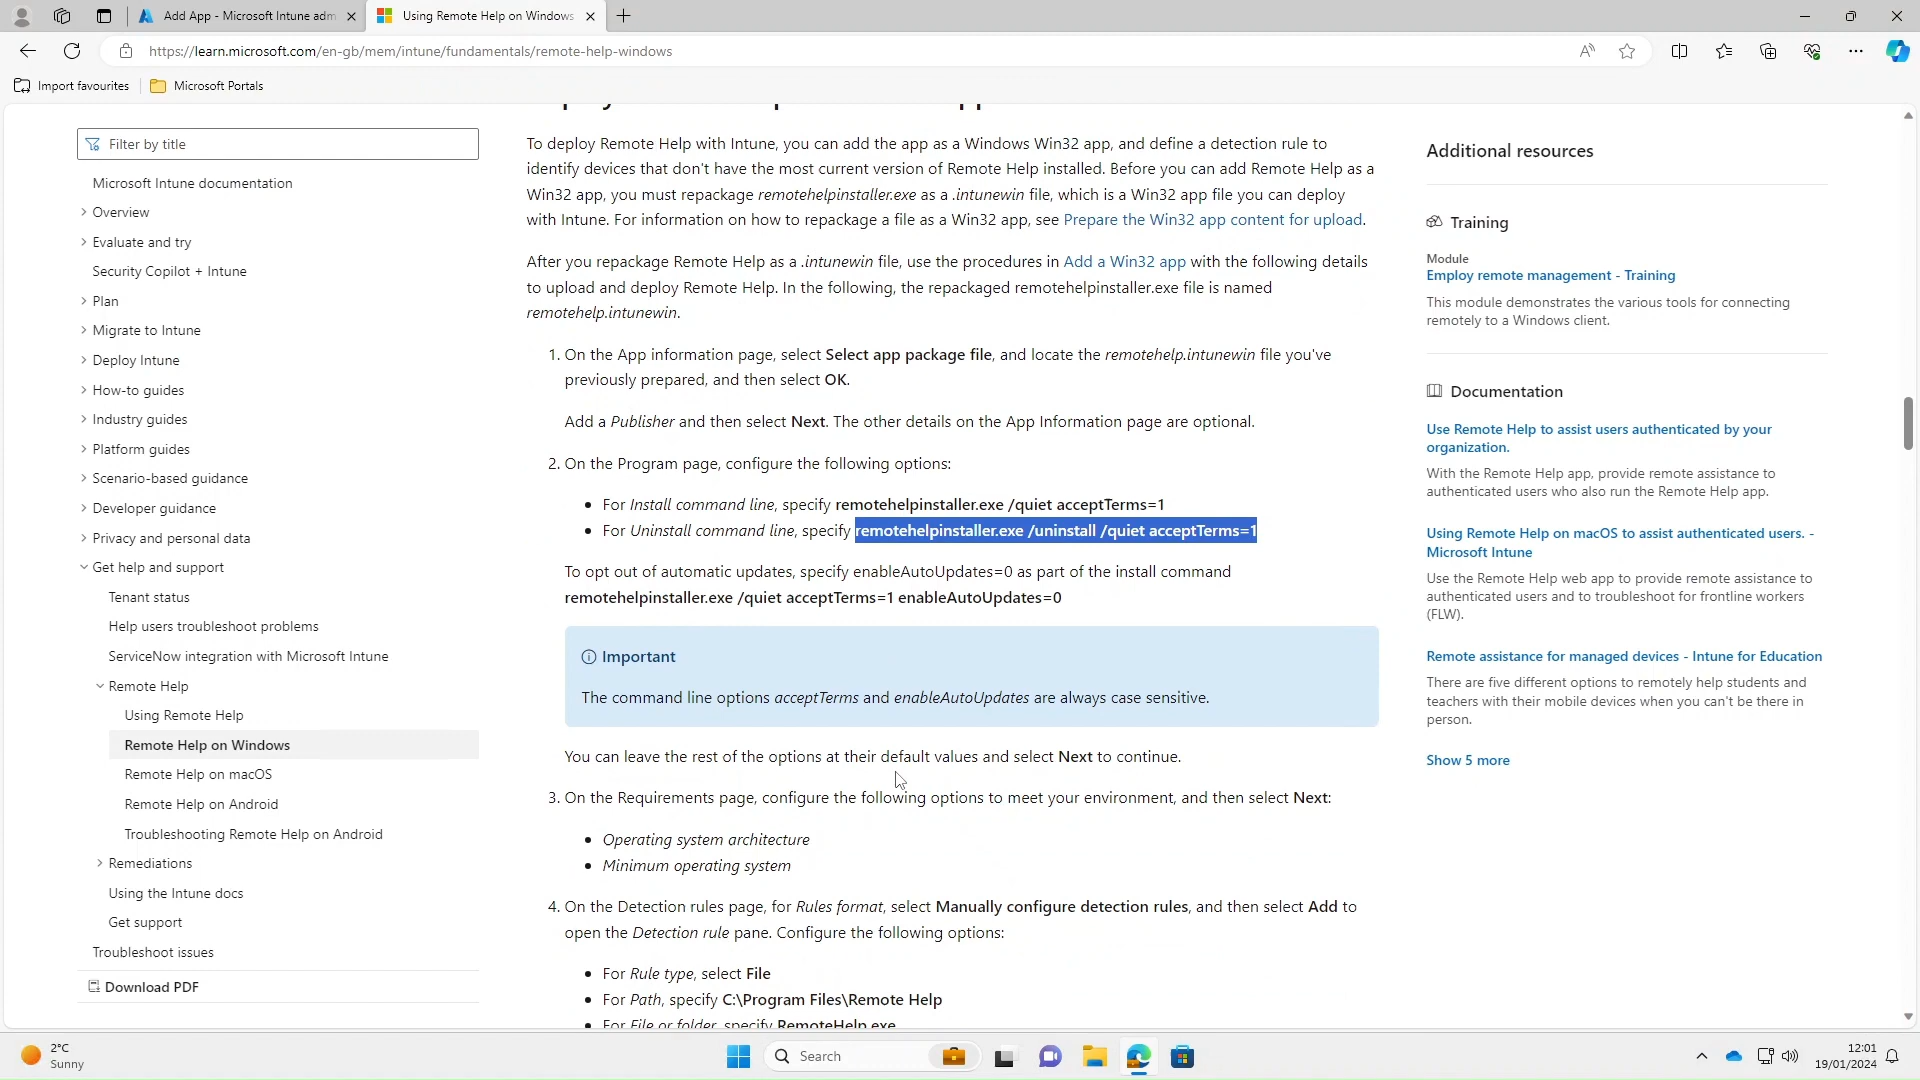 Add App - Microsoft Intune adm
Using Remote Help on Windows
https://learn.microsoft.com/en-gb/mem/intune/fundamentals/remote-help-windows
Import favourites
Microsoft Portals
Filter by title
Microsoft Intune documentation
Overview
Evaluate and try
Security Copilot + Intune
Plan
Migrate to Intune
Deploy Intune
How-to guides
Industry guides
Platform guides
Scenario-based guidance
Developer guidance
Privacy and personal data
Get help and support
Tenant status
Help users troubleshoot problems
ServiceNow integration with Microsoft Intune
Remote Help
Using Remote Help
Remote Help on Windows
Remote Help on macOS
Remote Help on Android
Troubleshooting Remote Help on Android
Remediations
Using the Intune docs
Get support
Troubleshoot issues
Download PDF
To deploy Remote Help with Intune, you can add the app as a Windows Win32 app, and define a detection rule to
identify devices that don't have the most current version of Remote Help installed. Before you can add Remote Help as a
Win32 app, you must repackage remotehelpinstaller.exe as a .intunewin file, which is a Win32 app file you can deploy
with Intune. For information on how to repackage a file as a Win32 app, see Prepare the Win32 app content for upload.
After you repackage Remote Help as a .intunewin file, use the procedures in Add a Win32 app with the following details
to upload and deploy Remote Help. In the following, the repackaged remotehelpinstaller.exe file is named
remotehelp.intunewin.
1. On the App information page, select Select app package file, and locate the remotehelp.intunewin file you've
previously prepared, and then select OK.
Add a Publisher and then select Next. The other details on the App Information page are optional.
2. On the Program page, configure the following options:
• For Install command line, specify remotehelpinstaller.exe /quiet acceptTerms=1
• For Uninstall command line, specify remotehelpinstaller.exe /uninstall /quiet acceptTerms=1
To opt out of automatic updates, specify enableAutoUpdates=0 as part of the install command
remotehelpinstaller.exe /quiet acceptTerms=1 enableAutoUpdates=0
Important
The command line options acceptTerms and enableAutoUpdates are always case sensitive.
You can leave the rest of the options at their default values and select Next to continue.
3. On the Requirements page, configure the following options to meet your environment, and then select Next:
• Operating system architecture
• Minimum operating system
4. On the Detection rules page, for Rules format, select Manually configure detection rules, and then select Add to
open the Detection rule pane. Configure the following options:
• For Rule type, select File
• For Path, specify C:\Program Files\Remote Help
• For File or folder, specify RemoteHelp.exe
Additional resources
Training
Module
Employ remote management - Training
This module demonstrates the various tools for connecting
remotely to a Windows client.
Documentation
Use Remote Help to assist users authenticated by your
organization.
With the Remote Help app, provide remote assistance to
authenticated users who also run the Remote Help app.
Using Remote Help on macOS to assist authenticated users. -
Microsoft Intune
Use the Remote Help web app to provide remote assistance to
authenticated users and to troubleshoot for frontline workers
(FLW).
Remote assistance for managed devices - Intune for Education
There are five different options to remotely help students and
teachers with their mobile devices when you can't be there in
person.
Show 5 more
2°C
Sunny
Search
12:01
19/01/2024